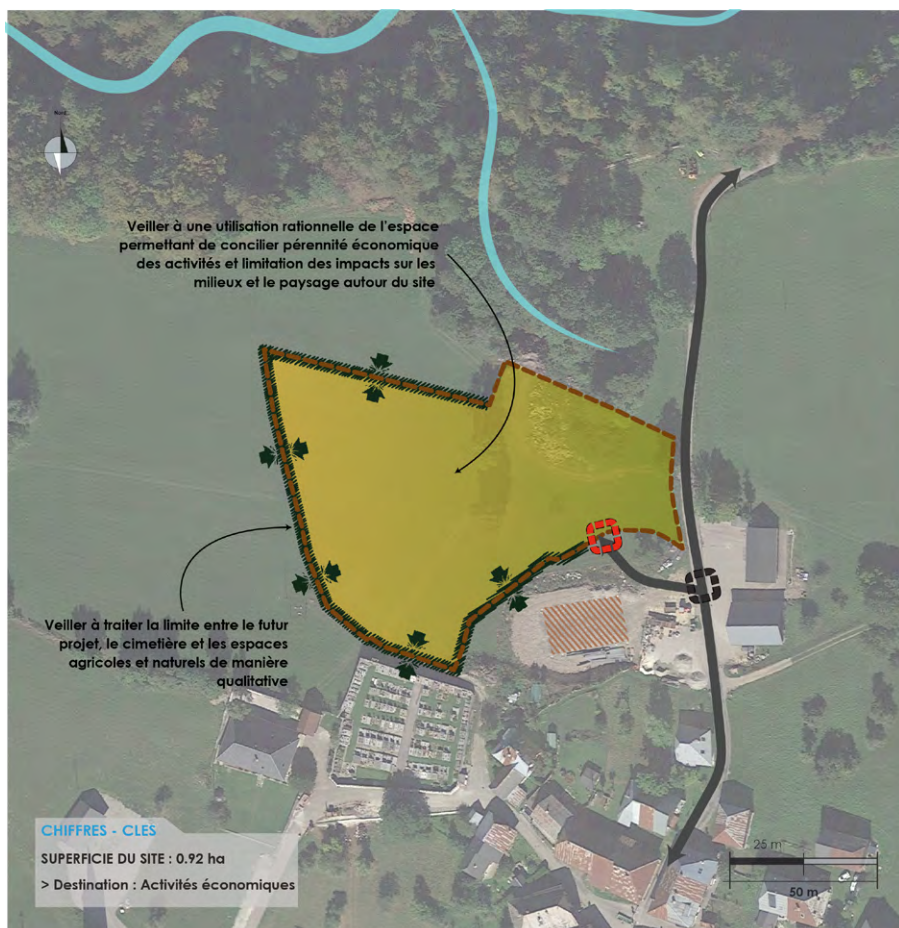 Nord
Veiller à une utilisation rationnelle de l'espace
permettant de concilier pérennité économique
des activités et limitation des impacts sur les
milieux et le paysage autour du site
Veiller à traiter la limite entre le futur
projet, le cimetière et les espaces
agricoles et naturels de manière
qualitative
CHIFFRES - CLES
SUPERFICIE DU SITE : 0.92 ha
> Destination : Activités économiques
25 m
50 m